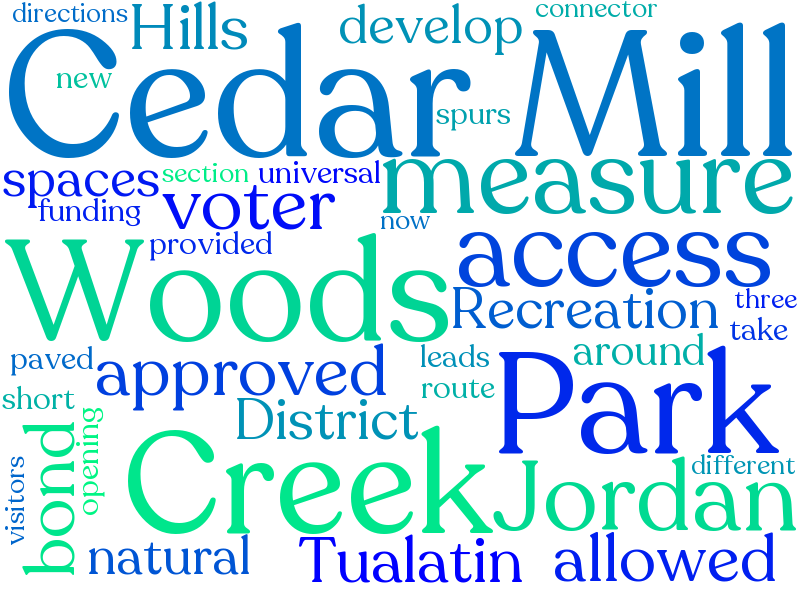 directions
Hills
develop
connector
Cedar Mill
new
spurs
spaces
section
universal
measure
funding
voter
now
provided
Woods
access
Recreation
three
take
paved
approved
leads
around
short
route
Park
District
opening
bond
Creek
visitors
different
Jordan
natural
Tualatin
allowed